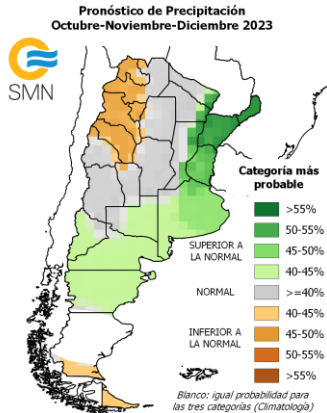 Pronóstico de Precipitación
Octubre-Noviembre-Diciembre 2023
SMN
Categoría más
probable
>55%
50-55%
SUPERIOR A
LA NORMAL
45-50%
40-45%
NORMAL
>=40%
40-45%
INFERIOR A
LA NORMAL
45-50%
50-55%
>55%
Blanco: igual probabilidad para
las tres categorías (Climatología)